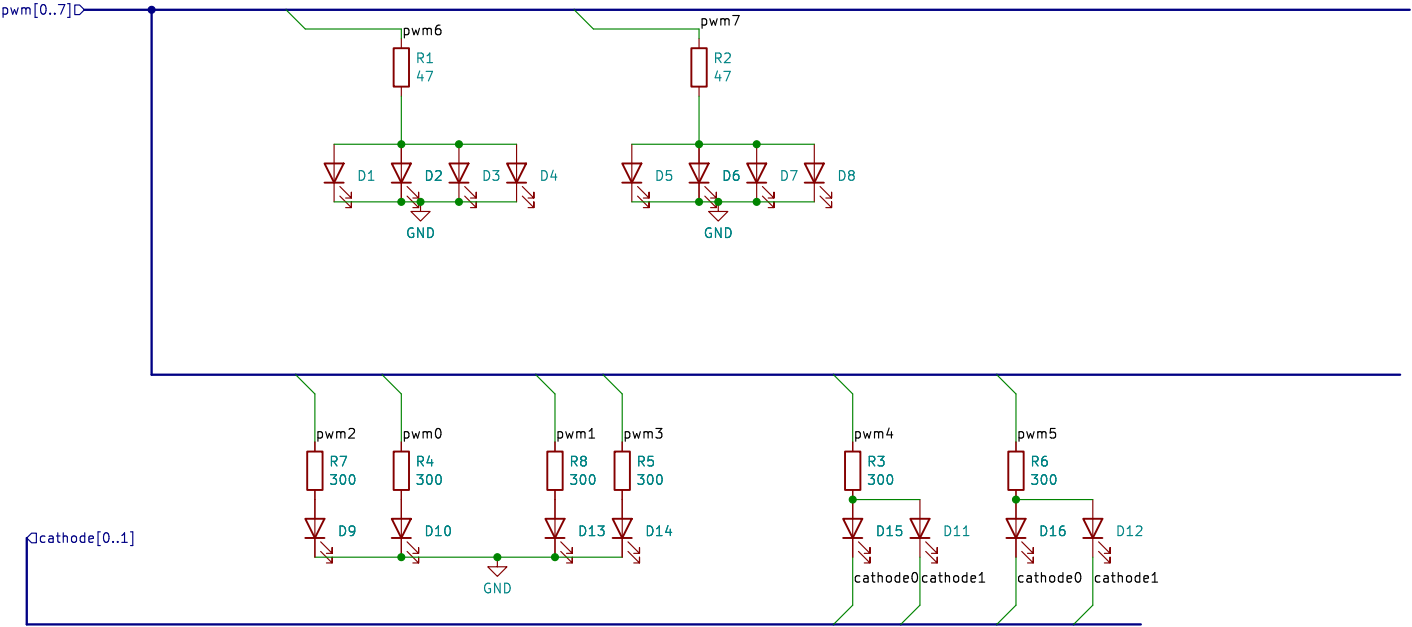 pwm[0..7]
pwm6
pwm7
R1
47
R2
47
D1
D2
D3
D4
D5
D6
D7
D8
GND
GND
pwm2
pwm0
pwm1
pwm3
pwm4
pwm5
R7
300
R4
300
R8
300
R5
300
R3
300
R6
300
D9
D10
D13
D14
D15
D11
D16
D12
cathode[0..1]
GND
cathode0
cathode1
cathode0
cathode1